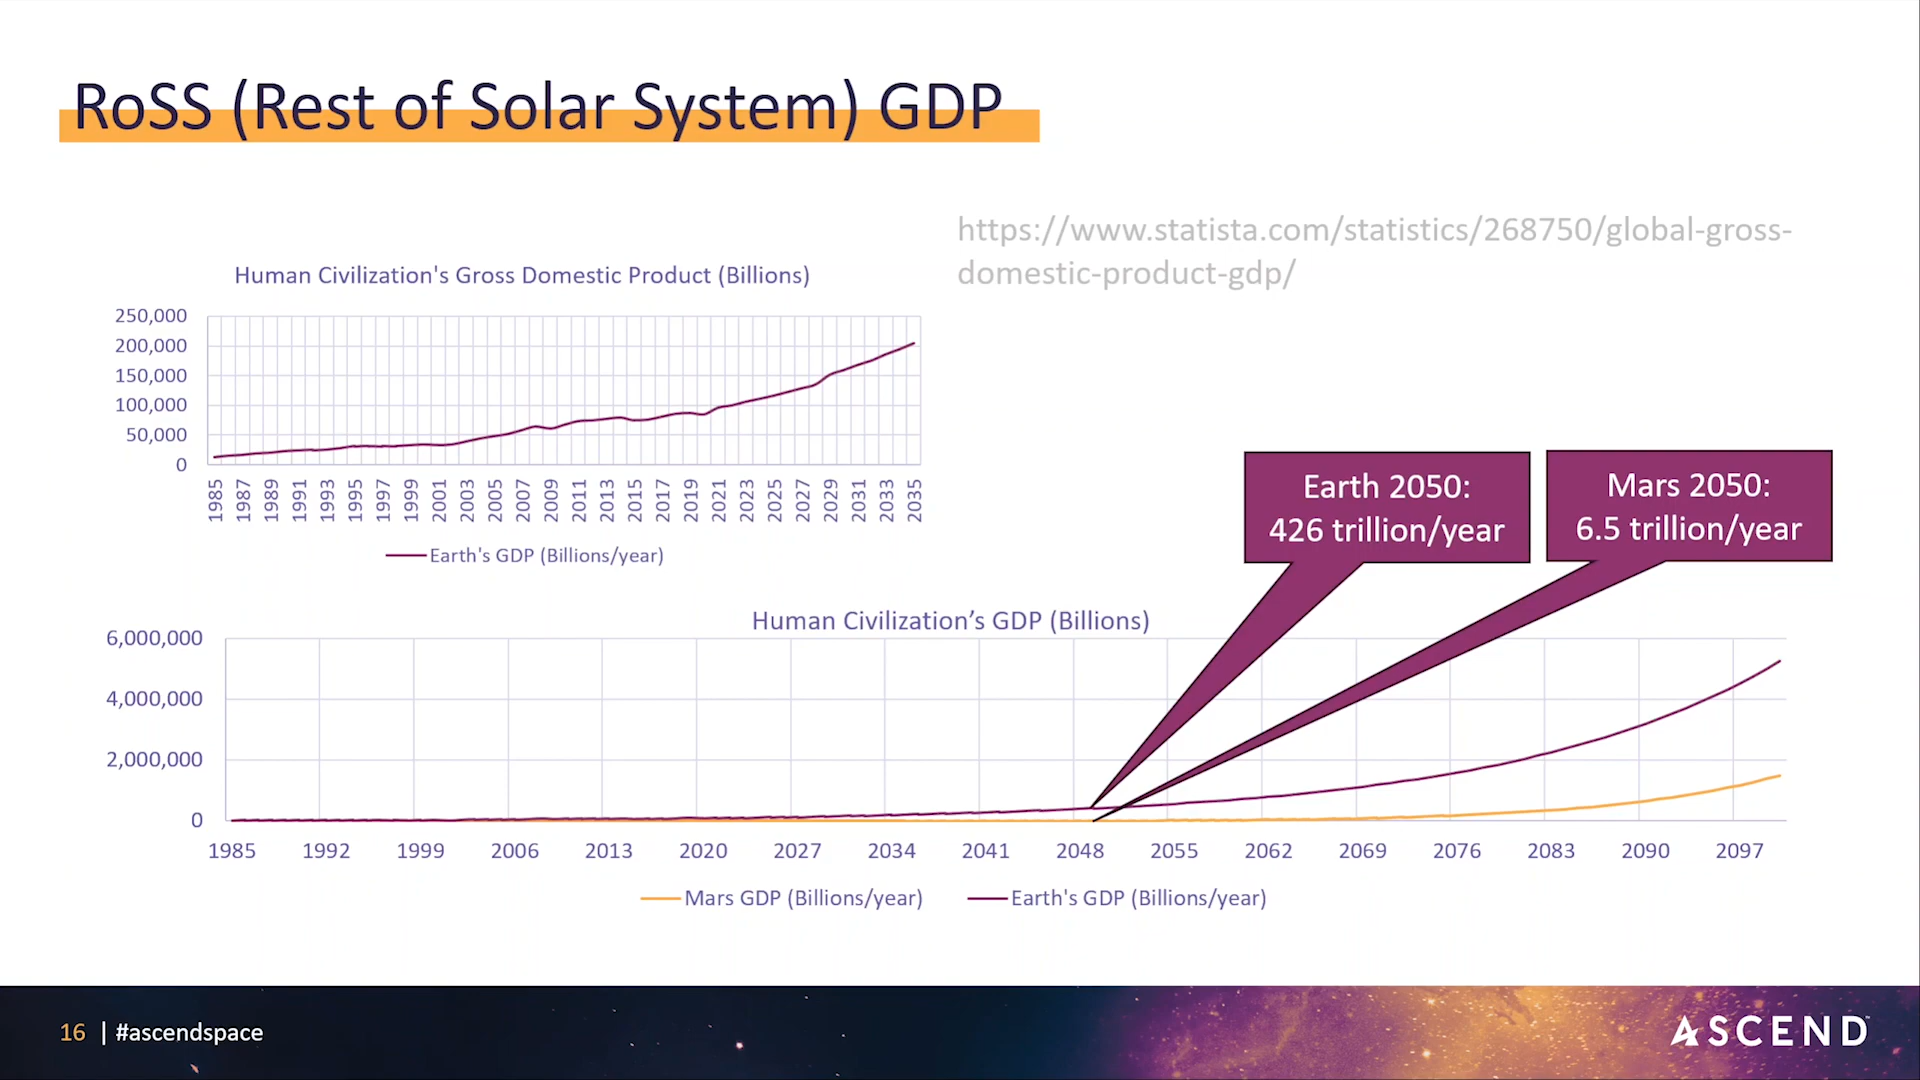 RoSS (Rest of Solar System) GDP
https://www.statista.com/statistics/268750/global-gross-
domestic-product-gdp/
Human Civilization's Gross Domestic Product (Billions)
250,000
200,000
150,000
100,000
50,000
0
1985 1987 1989 1991 1993 1995 1997 1999 2001 2003 2005 2007 2009 2011 2013 2015 2017 2019 2021 2023 2025 2027 2029 2031 2033 2035
Earth's GDP (Billions/year)
Earth 2050:
426 trillion/year
Mars 2050:
6.5 trillion/year
Human Civilization’s GDP (Billions)
6,000,000
4,000,000
2,000,000
0
1985 1992 1999 2006 2013 2020 2027 2034 2041 2048 2055 2062 2069 2076 2083 2090 2097
Mars GDP (Billions/year) Earth's GDP (Billions/year)
16 | #ascendspace
ASCEND